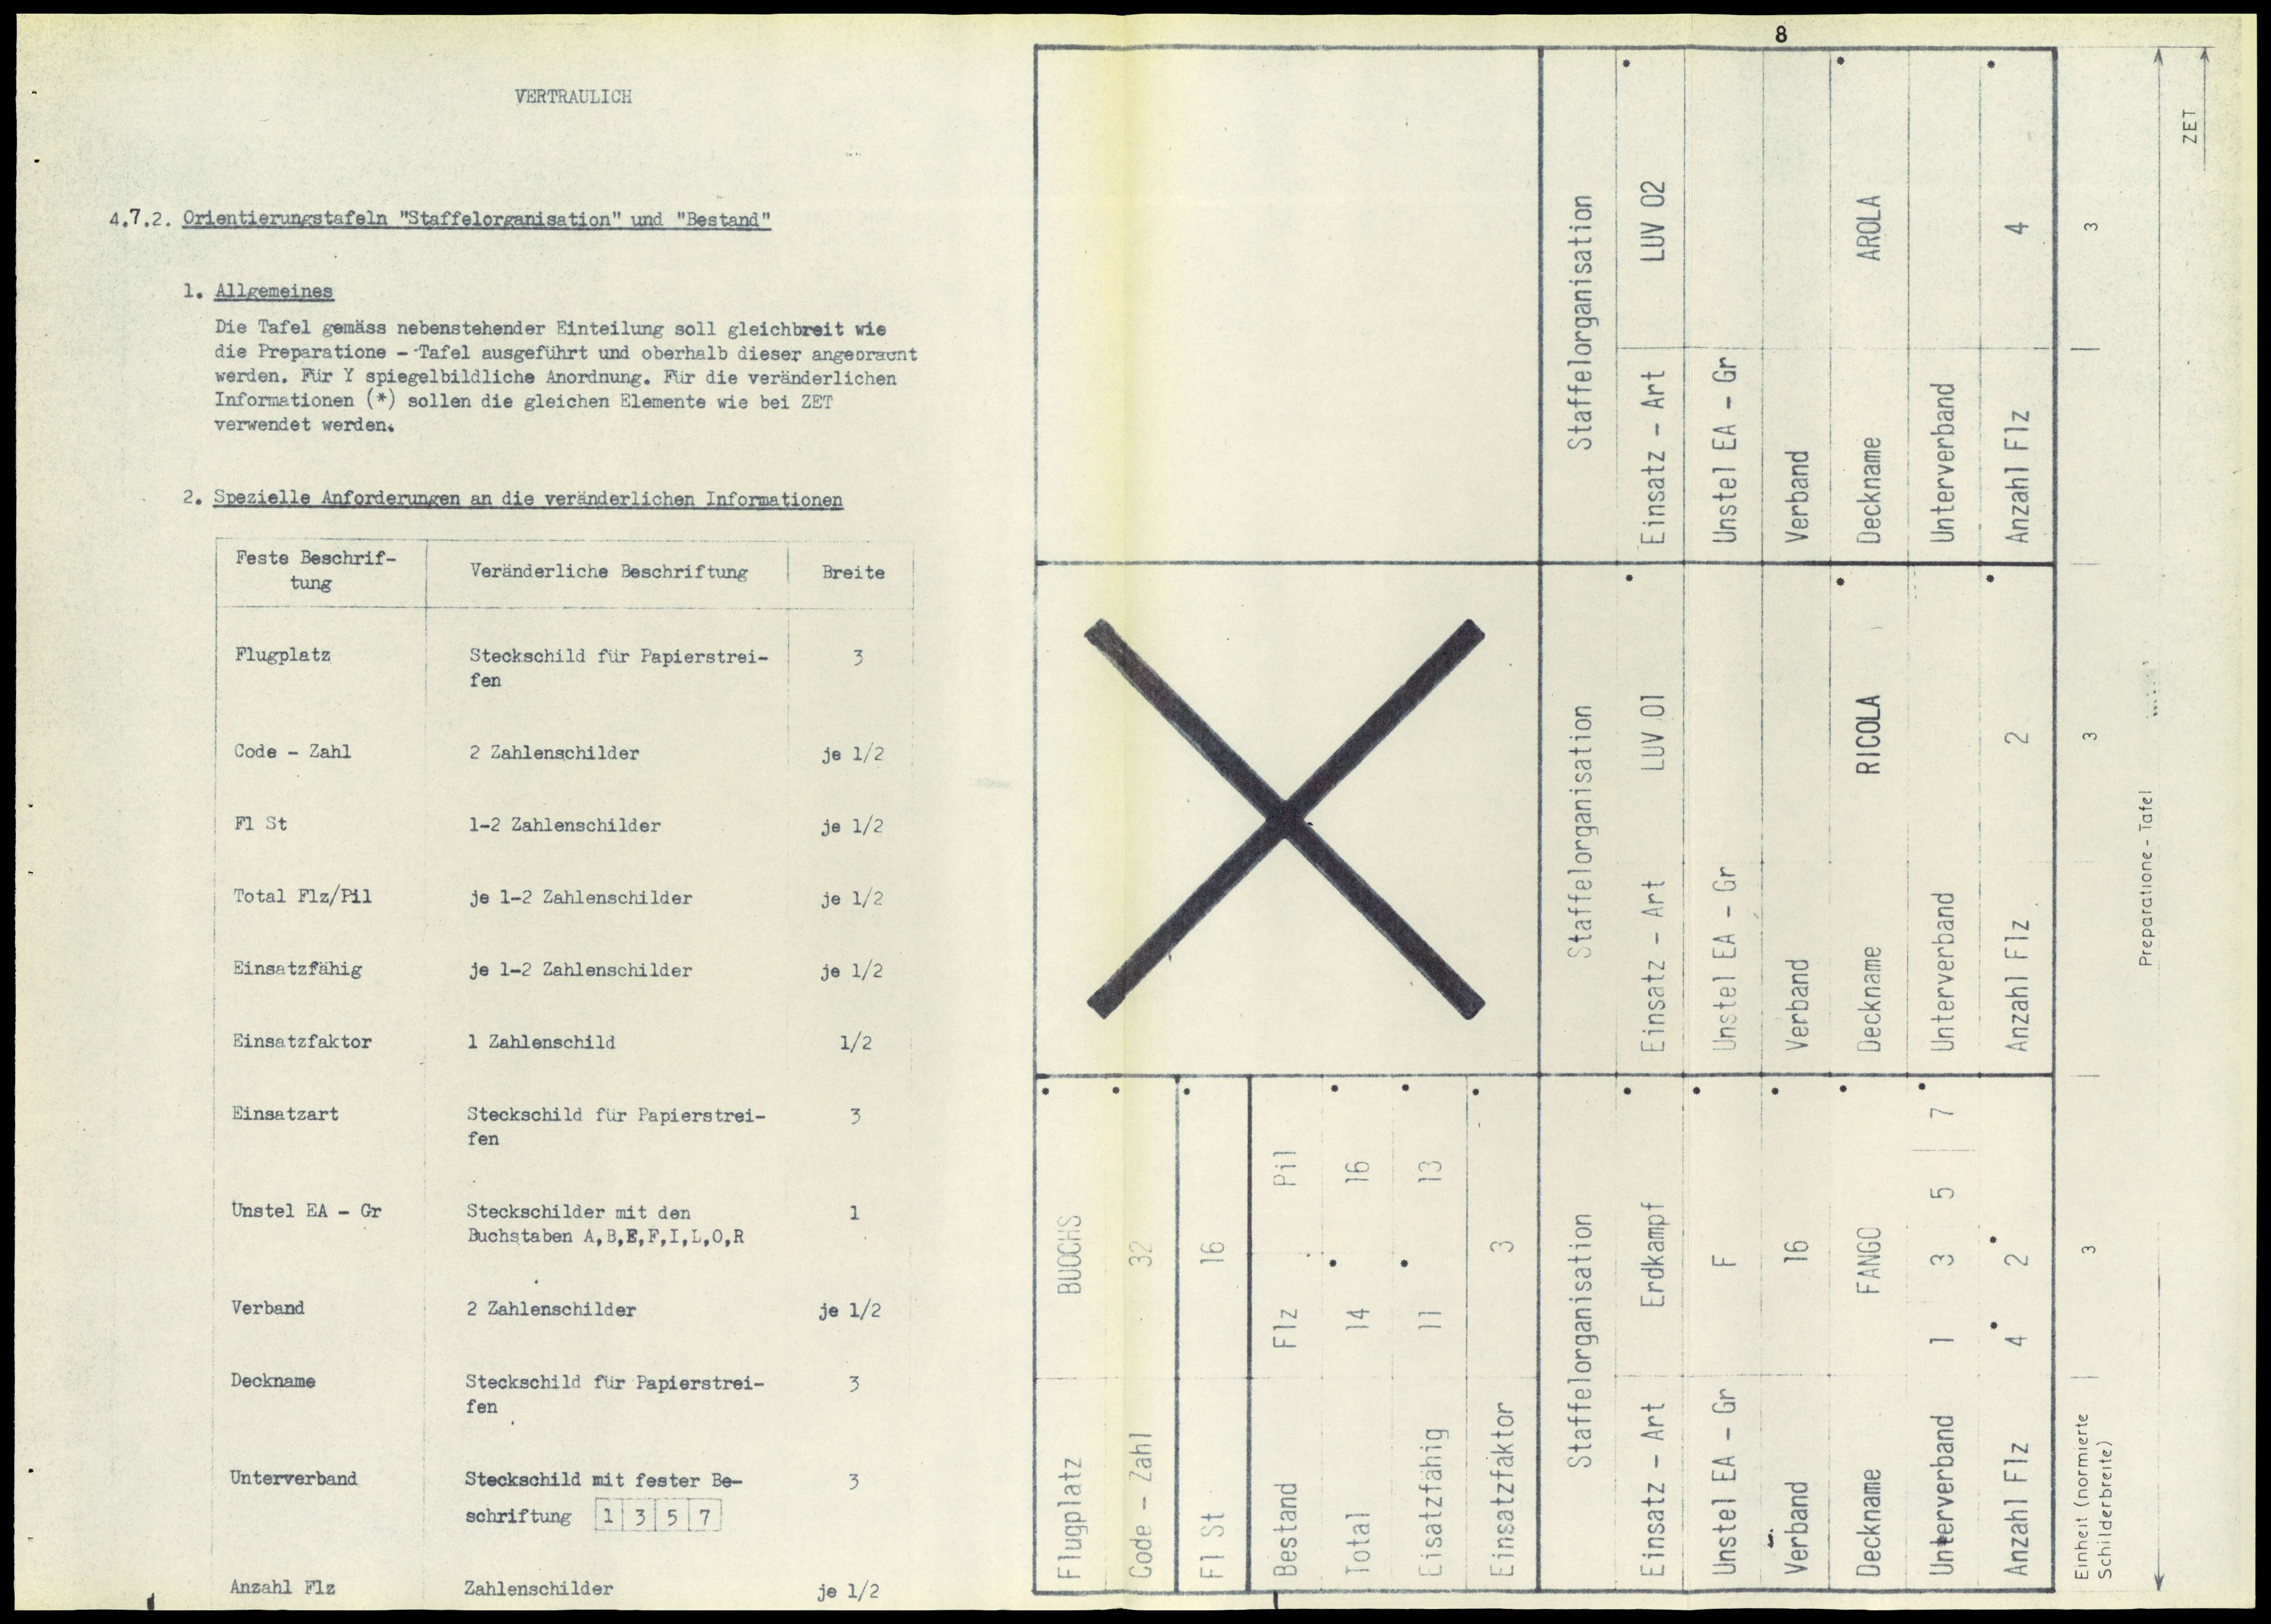 VERTRAULICH
4.7.2. Orientierungstafeln "Staffelorganisation" und "Bestand"
1. Allgemeines
Die Tafel gemäss nebenstehender Einteilung soll gleichbreit wie
die Preparatione - Tafel ausgeführt und oberhalb dieser angebracht
werden. Für Y spiegelbildliche Anordnung. Für die veränderlichen
Informationen (*) sollen die gleichen Elemente wie bei ZET
verwendet werden.
2. Spezielle Anforderungen an die veränderlichen Informationen
Feste Beschrif-
tung
Veränderliche Beschriftung
Breite
Flugplatz Steckschild für Papierstrei- 3
fen
Code - Zahl 2 Zahlenschilder je 1/2
Fl St 1-2 Zahlenschilder je 1/2
Total Flz/Pil je 1-2 Zahlenschilder je 1/2
Einsatzfähig je 1-2 Zahlenschilder je 1/2
Einsatzfaktor 1 Zahlenschild 1/2
Einsatzart Steckschild für Papierstrei- 3
fen
Unstel EA - Gr Steckschilder mit den 1
Buchstaben A,B,E,F,I,L,O,R
Verband 2 Zahlenschilder je 1/2
Deckname Steckschild für Papierstrei- 3
fen
Unterverband Steckschild mit fester Be- 3
schriftung 1 3 5 7
Anzahl Flz Zahlenschilder je 1/2
8
Flugplatz BUOCHS
Code - Zahl 32
Fl St 16
Bestand Flz Pil
Total 14 16
Eisatzfähig 11 13
Einsatzfaktor 3
Staffelorganisation
Einsatz - Art Erdkampf
Unstel EA - Gr F
Verband 16
Deckname FANGO
Unterverband 1 3 5 7
Anzahl Flz 4 2
Staffelorganisation
Einsatz - Art LUV 01
Unstel EA - Gr
Verband
Deckname RICOLA
Unterverband
Anzahl Flz 2
Staffelorganisation
Einsatz - Art LUV 02
Unstel EA - Gr
Verband
Deckname AROLA
Unterverband
Anzahl Flz 4
Einheit (normierte
Schilderbreite)
3 3 3
Preparatione - Tafel
ZET